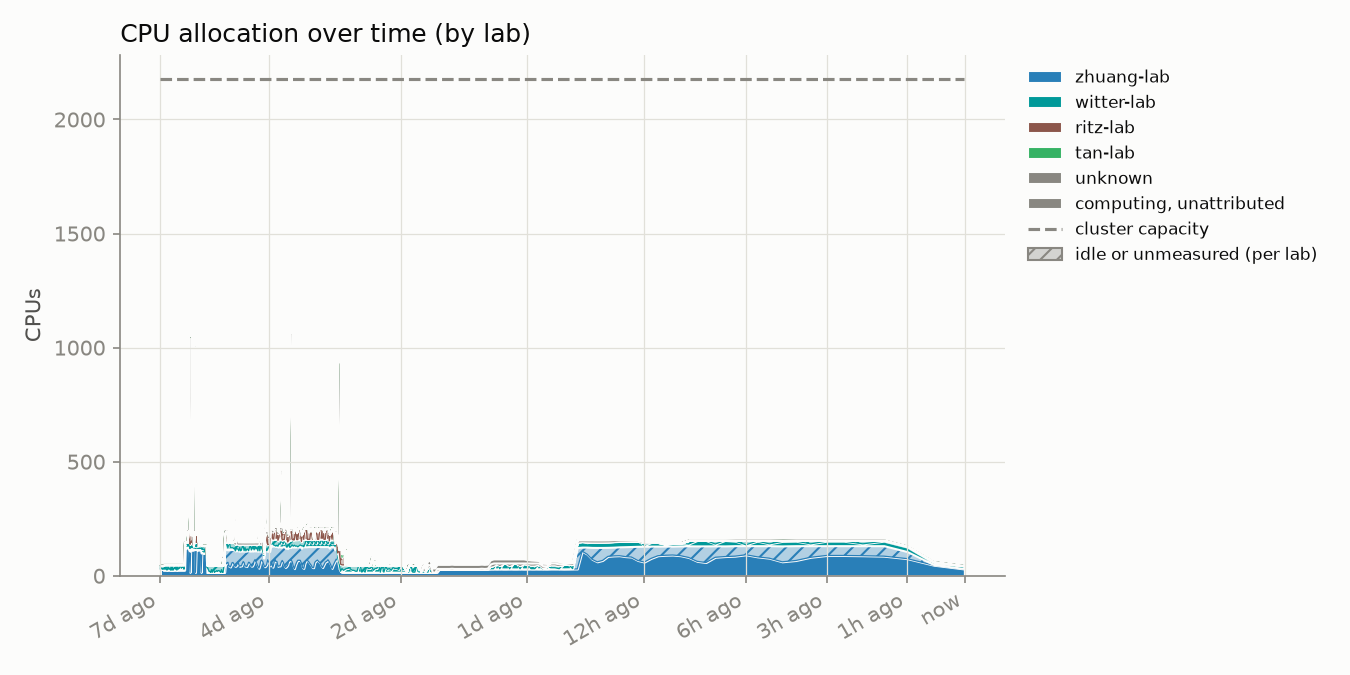 CPU allocation over time (by lab)
zhuang-lab
witter-lab
ritz-lab
tan-lab
unknown
computing, unattributed
cluster capacity
idle or unmeasured (per lab)
CPUs
2000
1500
1000
500
0
7d ago
4d ago
2d ago
1d ago
12h ago
6h ago
3h ago
1h ago
now